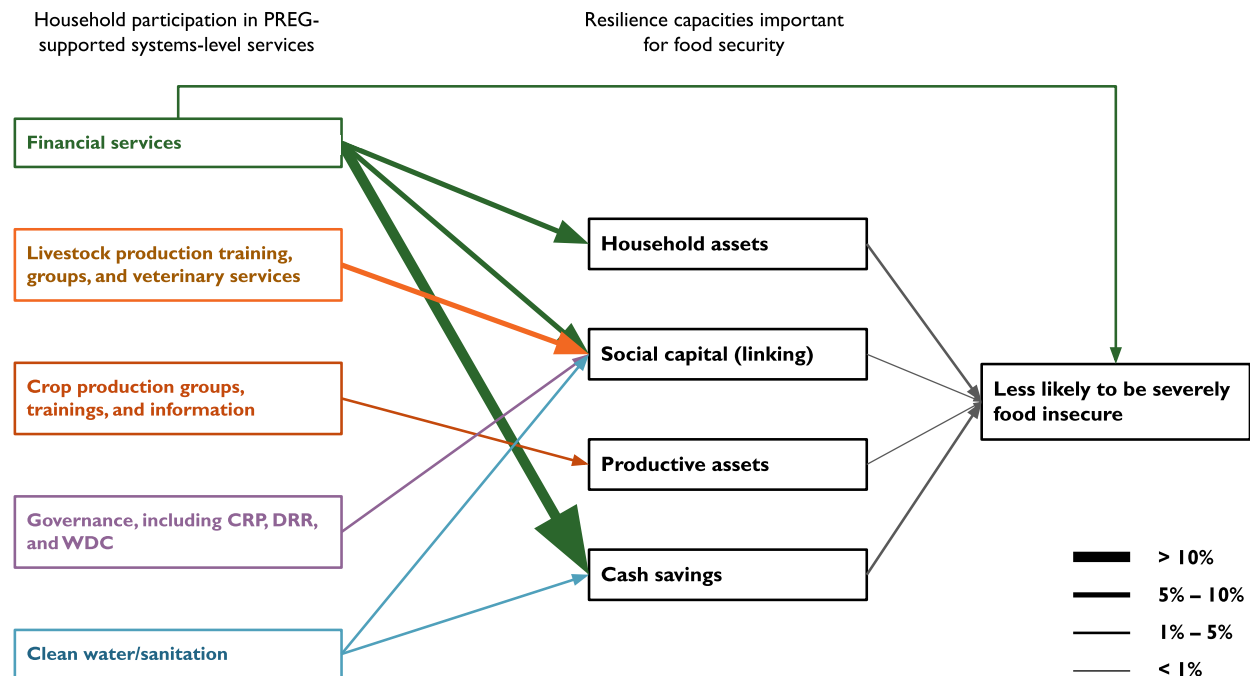 Household participation in PREG-
supported systems-level services
Resilience capacities important
for food security
Financial services
Livestock production training,
groups, and veterinary services
Crop production groups,
trainings, and information
Governance, including CRP, DRR,
and WDC
Clean water/sanitation
Household assets
Social capital (linking)
Productive assets
Cash savings
Less likely to be severely
food insecure
> 10%
5% – 10%
1% – 5%
< 1%